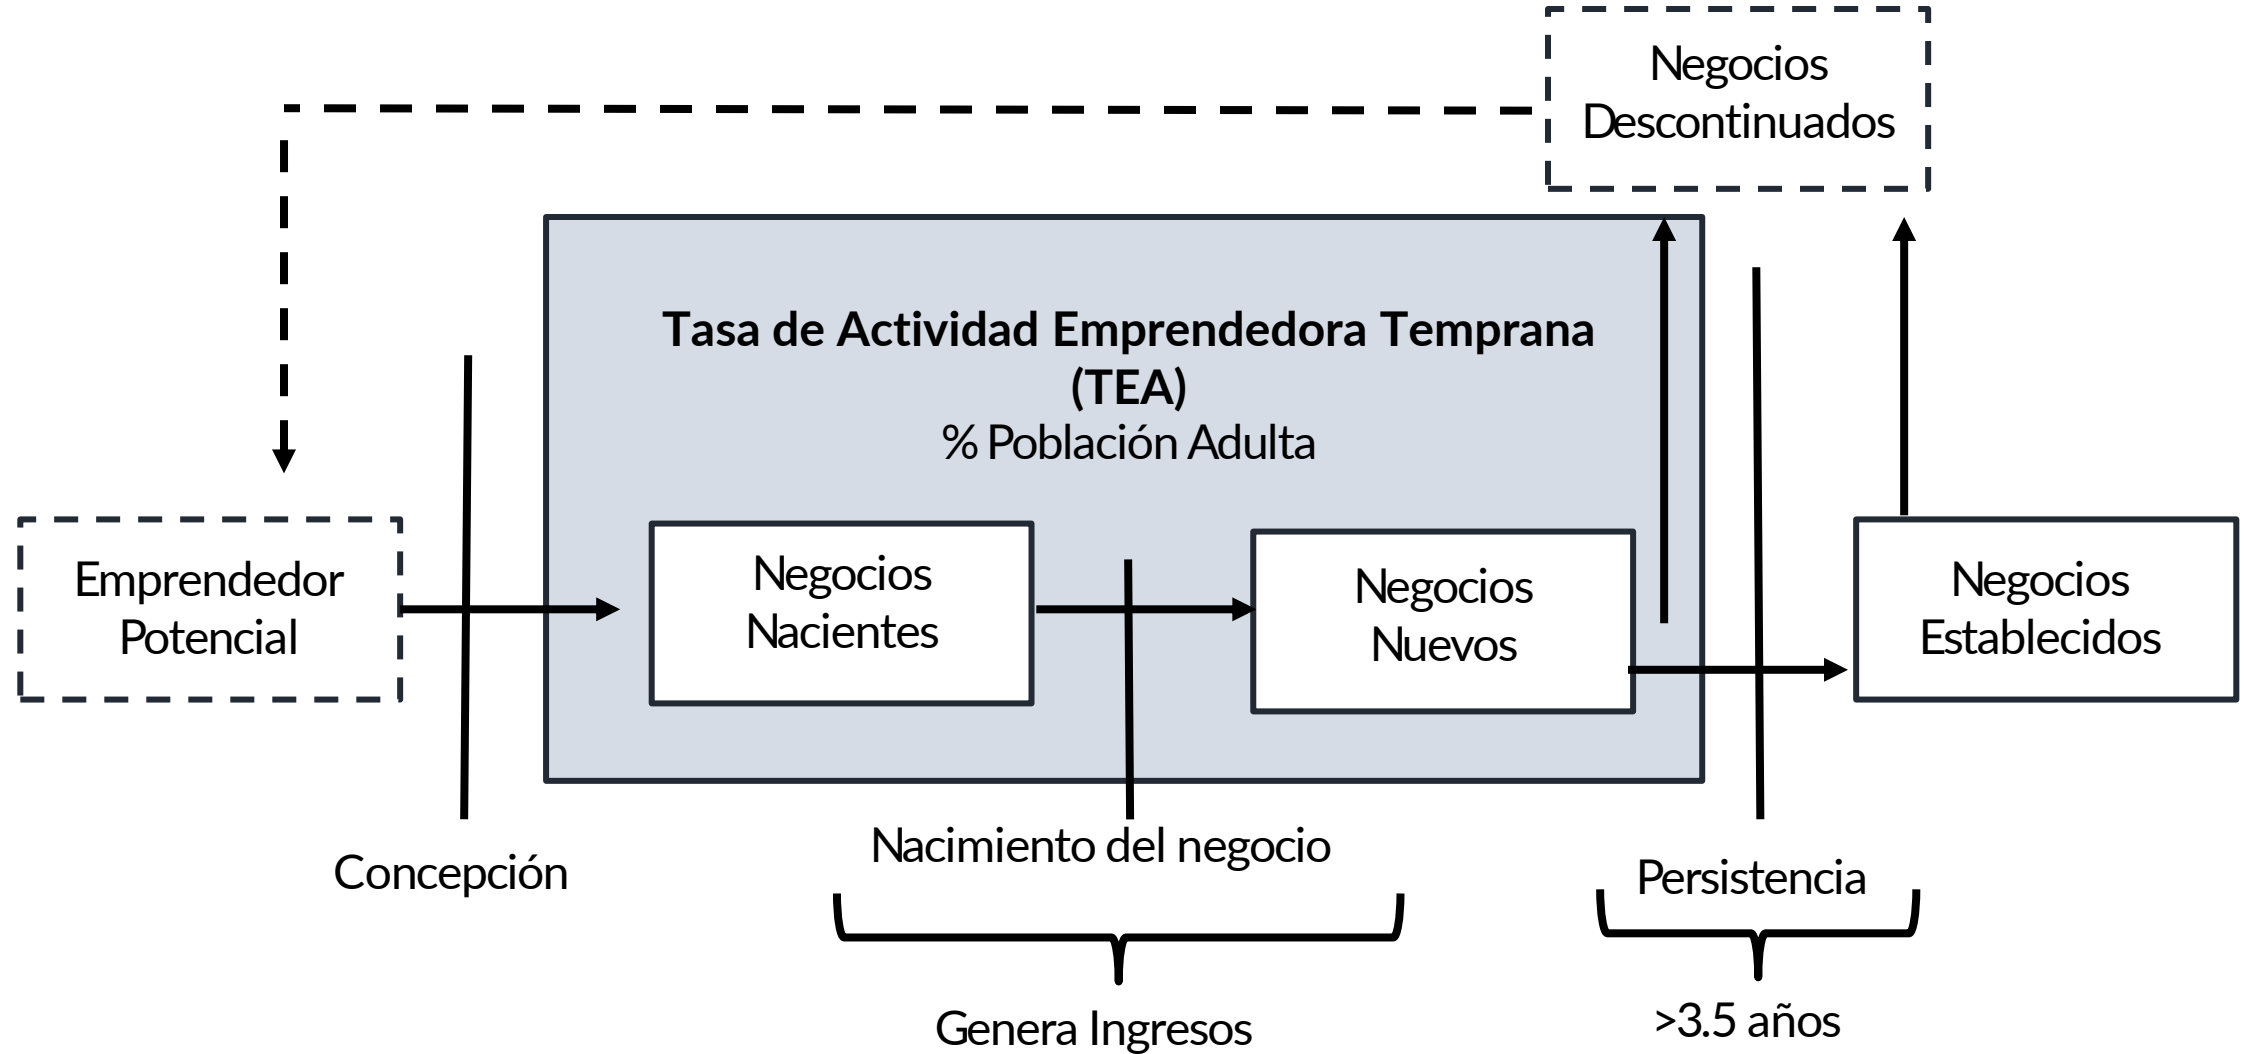 Negocios
Descontinuados
Tasa de Actividad Emprendedora Temprana
(TEA)
% Población Adulta
Emprendedor
Potencial
Negocios
Nacientes
Negocios
Nuevos
Negocios
Establecidos
Concepción
Nacimiento del negocio
Persistencia
Genera Ingresos
>3.5 años